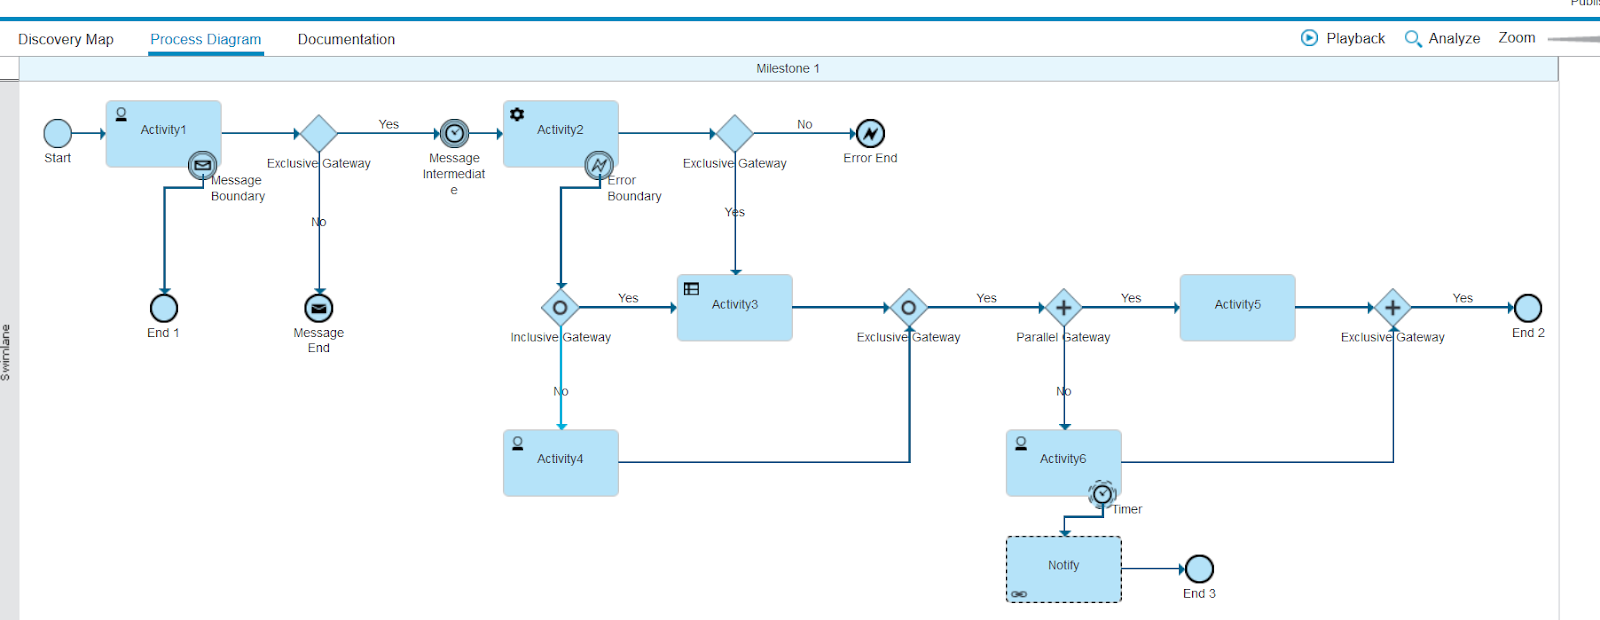 Discovery Map
Process Diagram
Documentation
Playback
Analyze
Zoom
Milestone 1
Swimlane
Start
Activity1
Message
Boundary
Exclusive Gateway
Yes
No
Message
Intermediat
e
Activity2
Error
Boundary
Exclusive Gateway
No
Error End
Yes
End 1
Message
End
Inclusive Gateway
Yes
Activity3
Exclusive Gateway
Yes
Parallel Gateway
Yes
Activity5
Exclusive Gateway
Yes
End 2
No
No
Activity4
Activity6
Timer
Notify
End 3